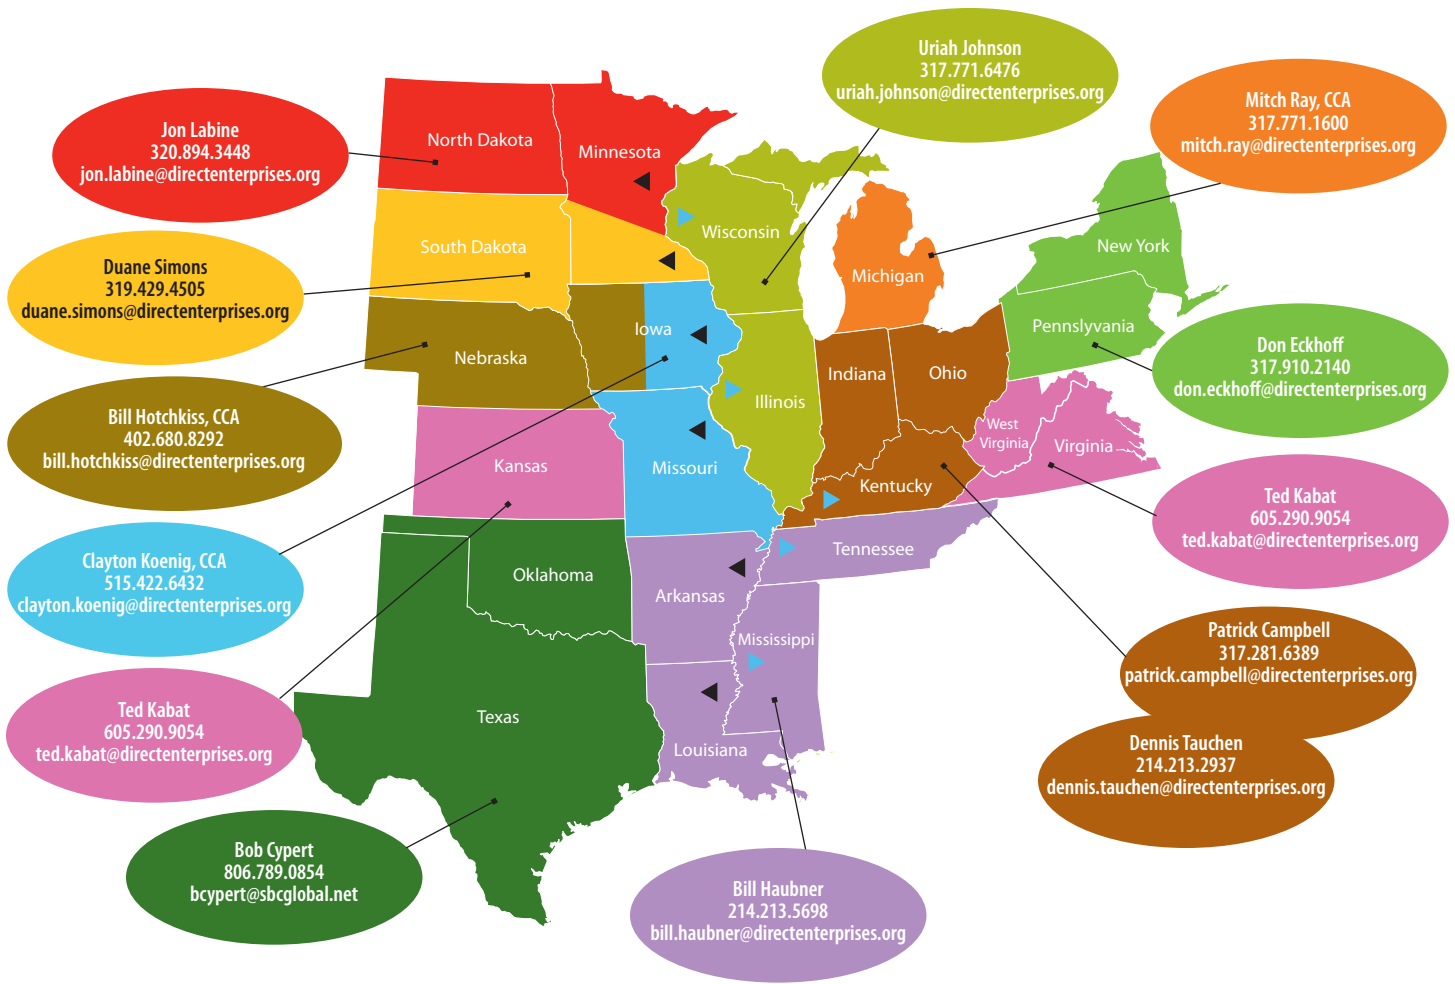 Uriah Johnson
317.771.6476
uriah.johnson@directenterprises.org
Mitch Ray, CCA
317.771.1600
mitch.ray@directenterprises.org
Jon Labine
320.894.3448
jon.labine@directenterprises.org
North Dakota
Minnesota
Wisconsin
New York
South Dakota
Michigan
Duane Simons
319.429.4505
duane.simons@directenterprises.org
Iowa
Pennslyvania
Nebraska
Indiana
Ohio
Illinois
Don Eckhoff
317.910.2140
don.eckhoff@directenterprises.org
Bill Hotchkiss, CCA
402.680.8292
bill.hotchkiss@directenterprises.org
West
Virginia
Virginia
Kansas
Missouri
Kentucky
Ted Kabat
605.290.9054
ted.kabat@directenterprises.org
Clayton Koenig, CCA
515.422.6432
clayton.koenig@directenterprises.org
Tennessee
Oklahoma
Arkansas
Mississippi
Patrick Campbell
317.281.6389
patrick.campbell@directenterprises.org
Ted Kabat
605.290.9054
ted.kabat@directenterprises.org
Texas
Louisiana
Dennis Tauchen
214.213.2937
dennis.tauchen@directenterprises.org
Bob Cypert
806.789.0854
bcypert@sbcglobal.net
Bill Haubner
214.213.5698
bill.haubner@directenterprises.org